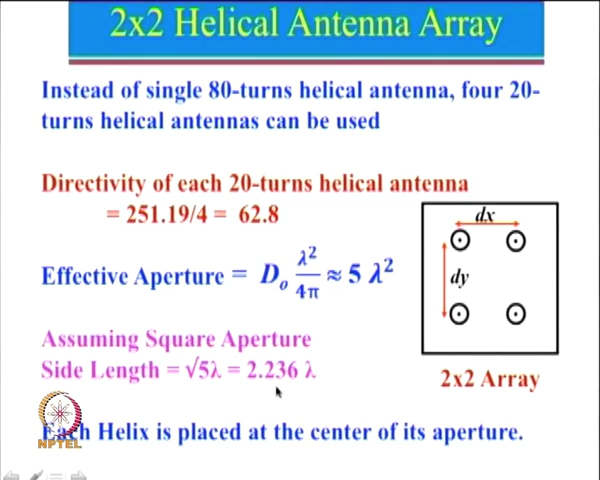 2x2 Helical Antenna Array
Instead of single 80-turns helical antenna, four 20-
turns helical antennas can be used
Directivity of each 20-turns helical antenna
= 251.19/4 = 62.8
Effective Aperture = D₀ λ²/4π ≈ 5 λ²
Assuming Square Aperture
Side Length = √5λ = 2.236 λ
Each Helix is placed at the center of its aperture.
dx
dy
2x2 Array
NPTEL